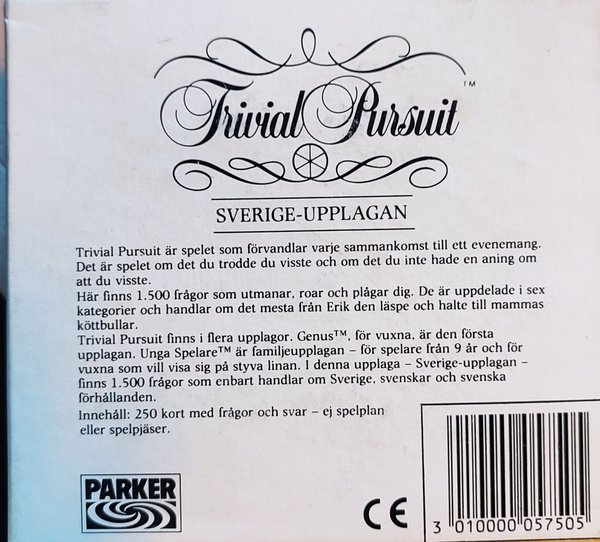 Trivial Pursuit™
SVERIGE-UPPLAGAN
Trivial Pursuit är spelet som förvandlar varje sammankomst till ett evenemang.
Det är spelet om det du trodde du visste och om det du inte hade en aning om
att du visste.
Här finns 1.500 frågor som utmanar, roar och plågar dig. De är uppdelade i sex
kategorier och handlar om det mesta från Erik den läspe och halte till mammas
köttbullar.
Trivial Pursuit finns i flera upplagor. Genus™, för vuxna, är den första
upplagan. Unga Spelare™ är familjeupplagan – för spelare från 9 år och för
vuxna som vill visa sig på styva linan. I denna upplaga – Sverige-upplagan –
finns 1.500 frågor som enbart handlar om Sverige, svenskar och svenska
förhållanden.
Innehåll: 250 kort med frågor och svar – ej spelplan
eller spelpjäser.
PARKER
CE
3 010000 057505